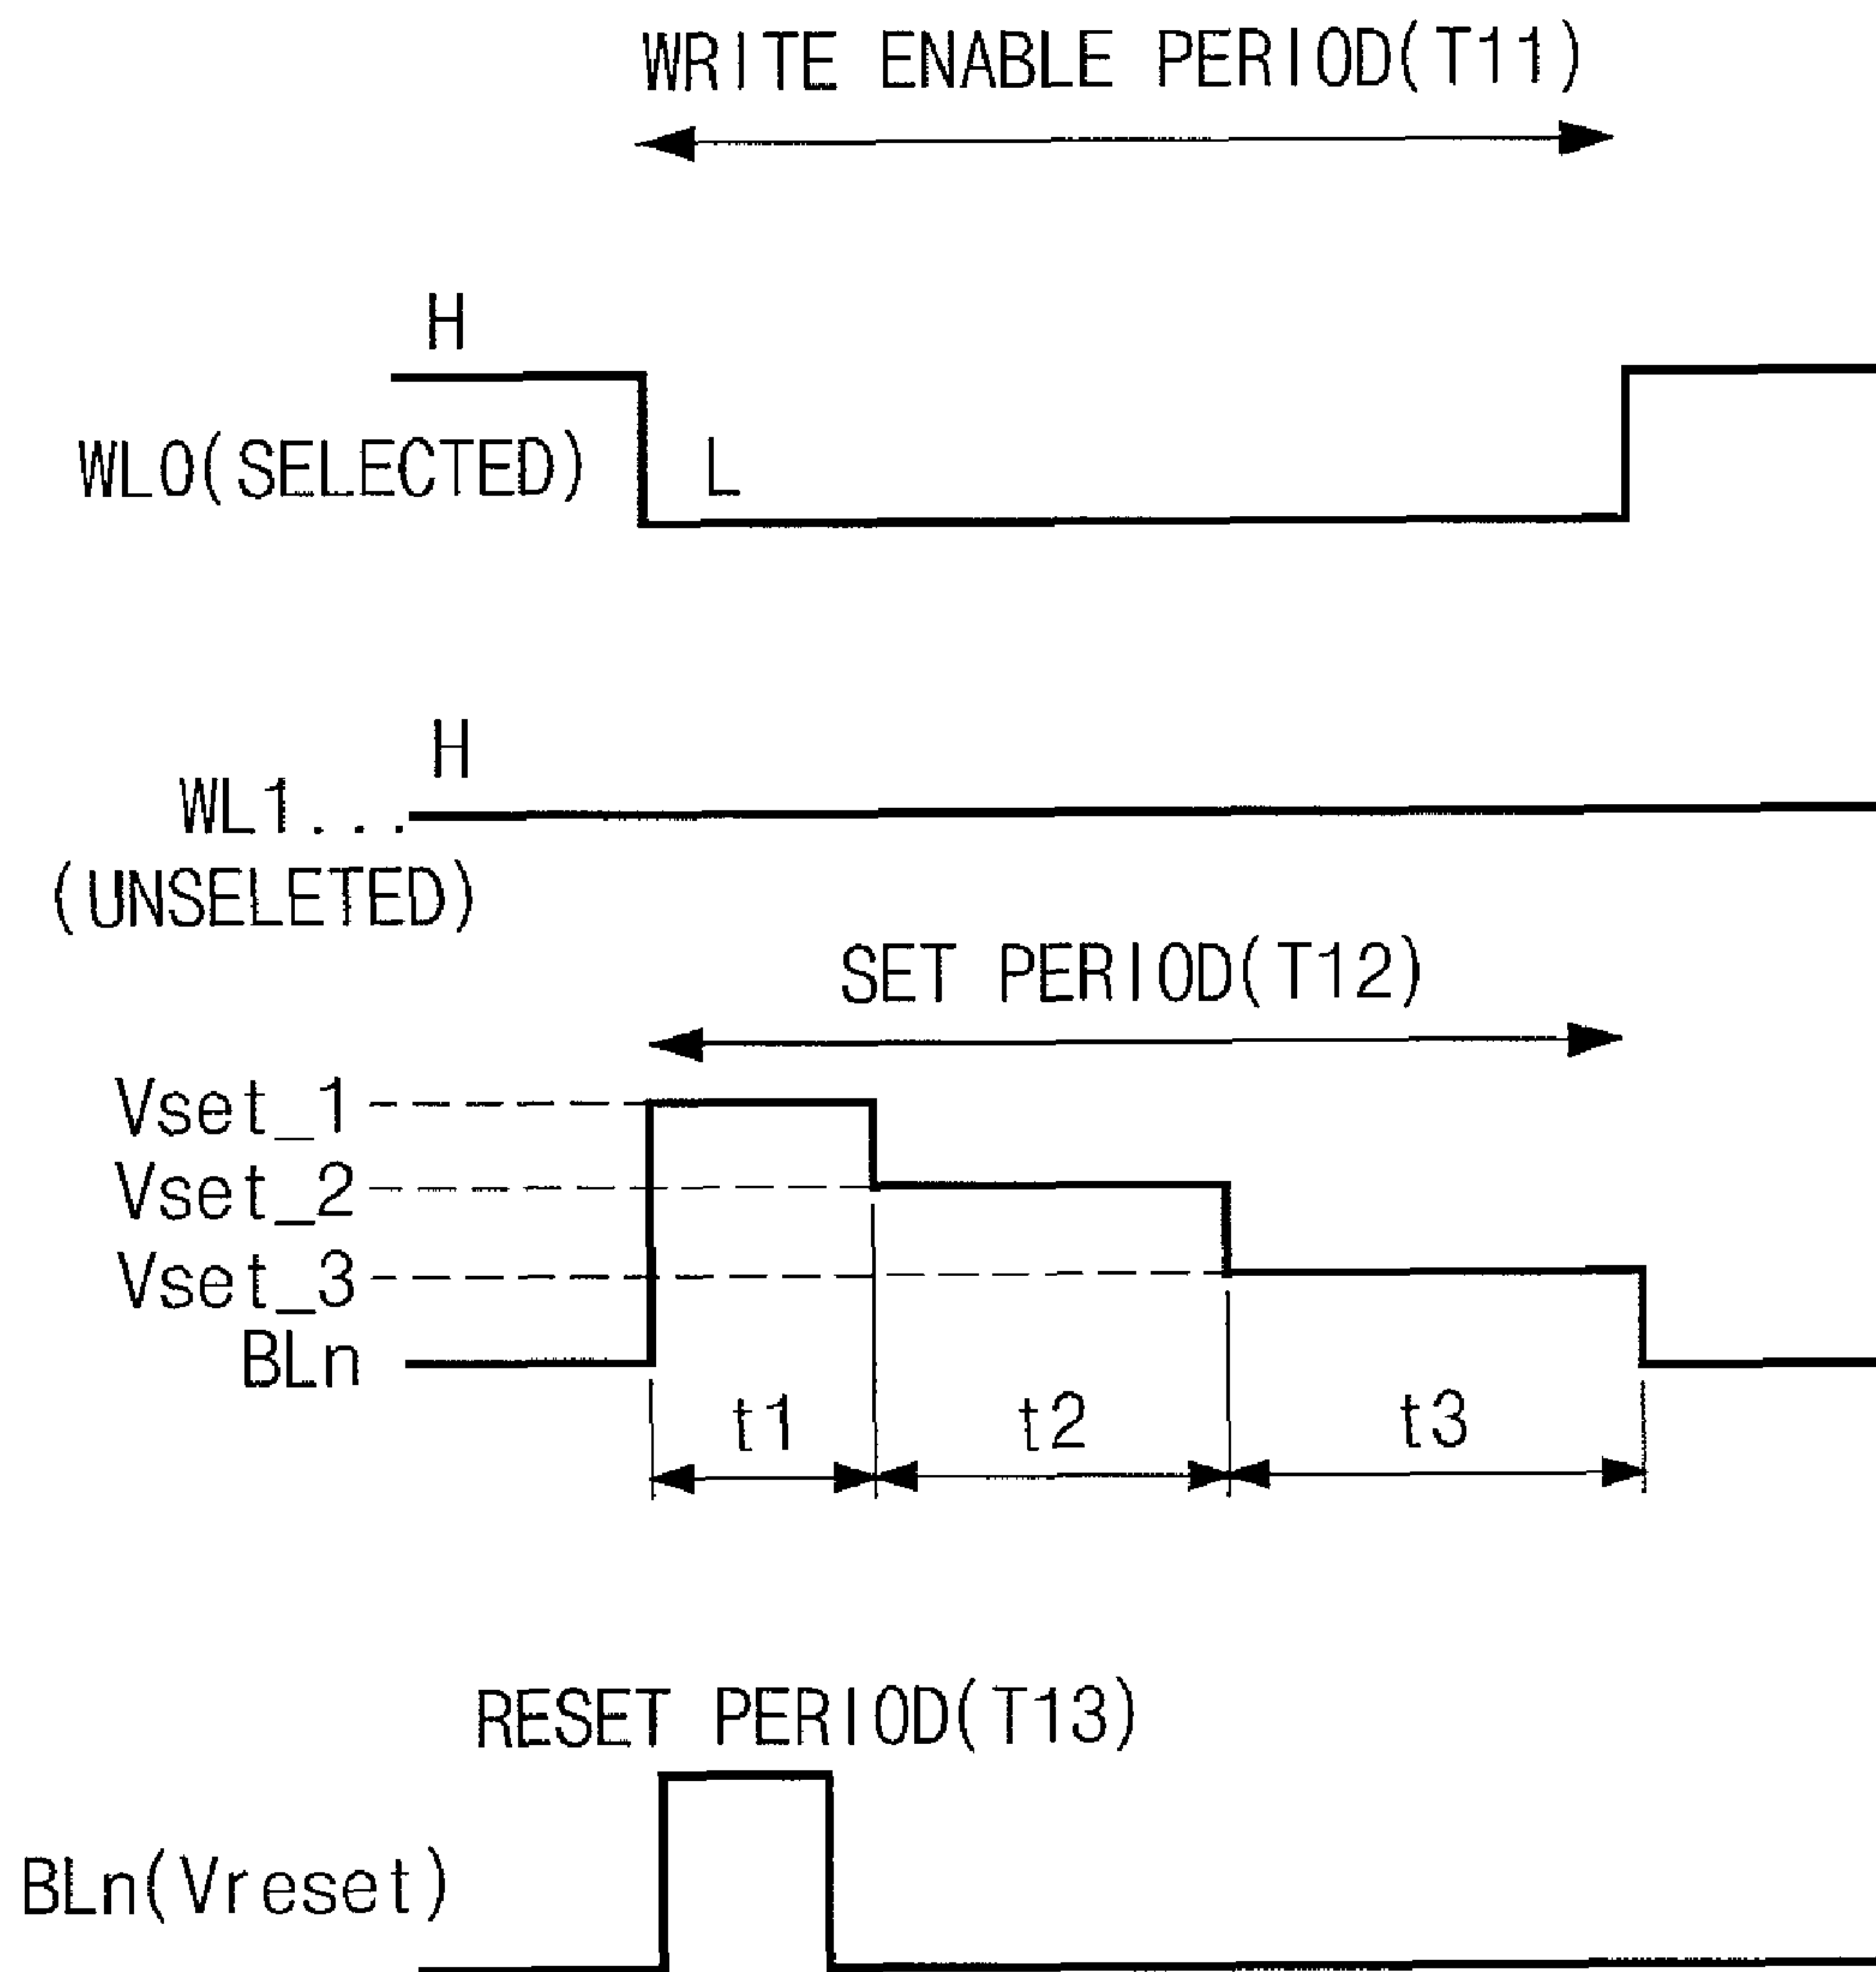 WRITE ENABLE PERIOD(T11)
H
WL0(SELECTED)
L
H
WL1...
(UNSELETED)
SET PERIOD(T12)
Vset_1
Vset_2
Vset_3
BLn
t1
t2
t3
RESET PERIOD(T13)
BLn(Vreset)